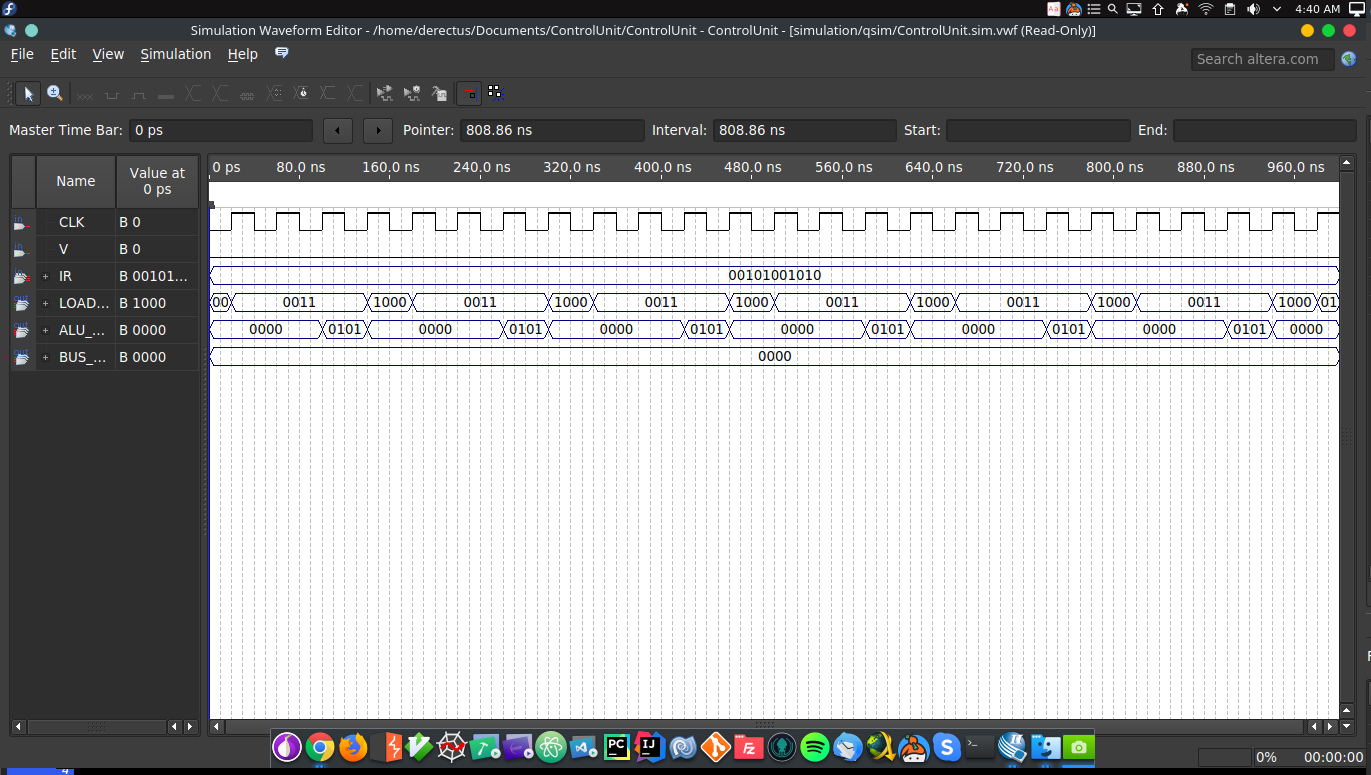 4:40 AM
Simulation Waveform Editor - /home/derectus/Documents/ControlUnit/ControlUnit - ControlUnit - [simulation/qsim/ControlUnit.sim.vwf (Read-Only)]
File Edit View Simulation Help
Search altera.com
Master Time Bar: 0 ps Pointer: 808.86 ns Interval: 808.86 ns Start: End:
Name Value at 0 ps
0 ps 80.0 ns 160.0 ns 240.0 ns 320.0 ns 400.0 ns 480.0 ns 560.0 ns 640.0 ns 720.0 ns 800.0 ns 880.0 ns 960.0 ns
CLK B 0
V B 0
IR B 00101... 00101001010
LOAD... B 1000 00 0011 1000 0011 1000 0011 1000 0011 1000 0011 1000 0011 1000 01
ALU_... B 0000 0000 0101 0000 0101 0000 0101 0000 0101 0000 0101 0000 0101 0000
BUS_... B 0000 0000
PC IJ Fz S
0% 00:00:00